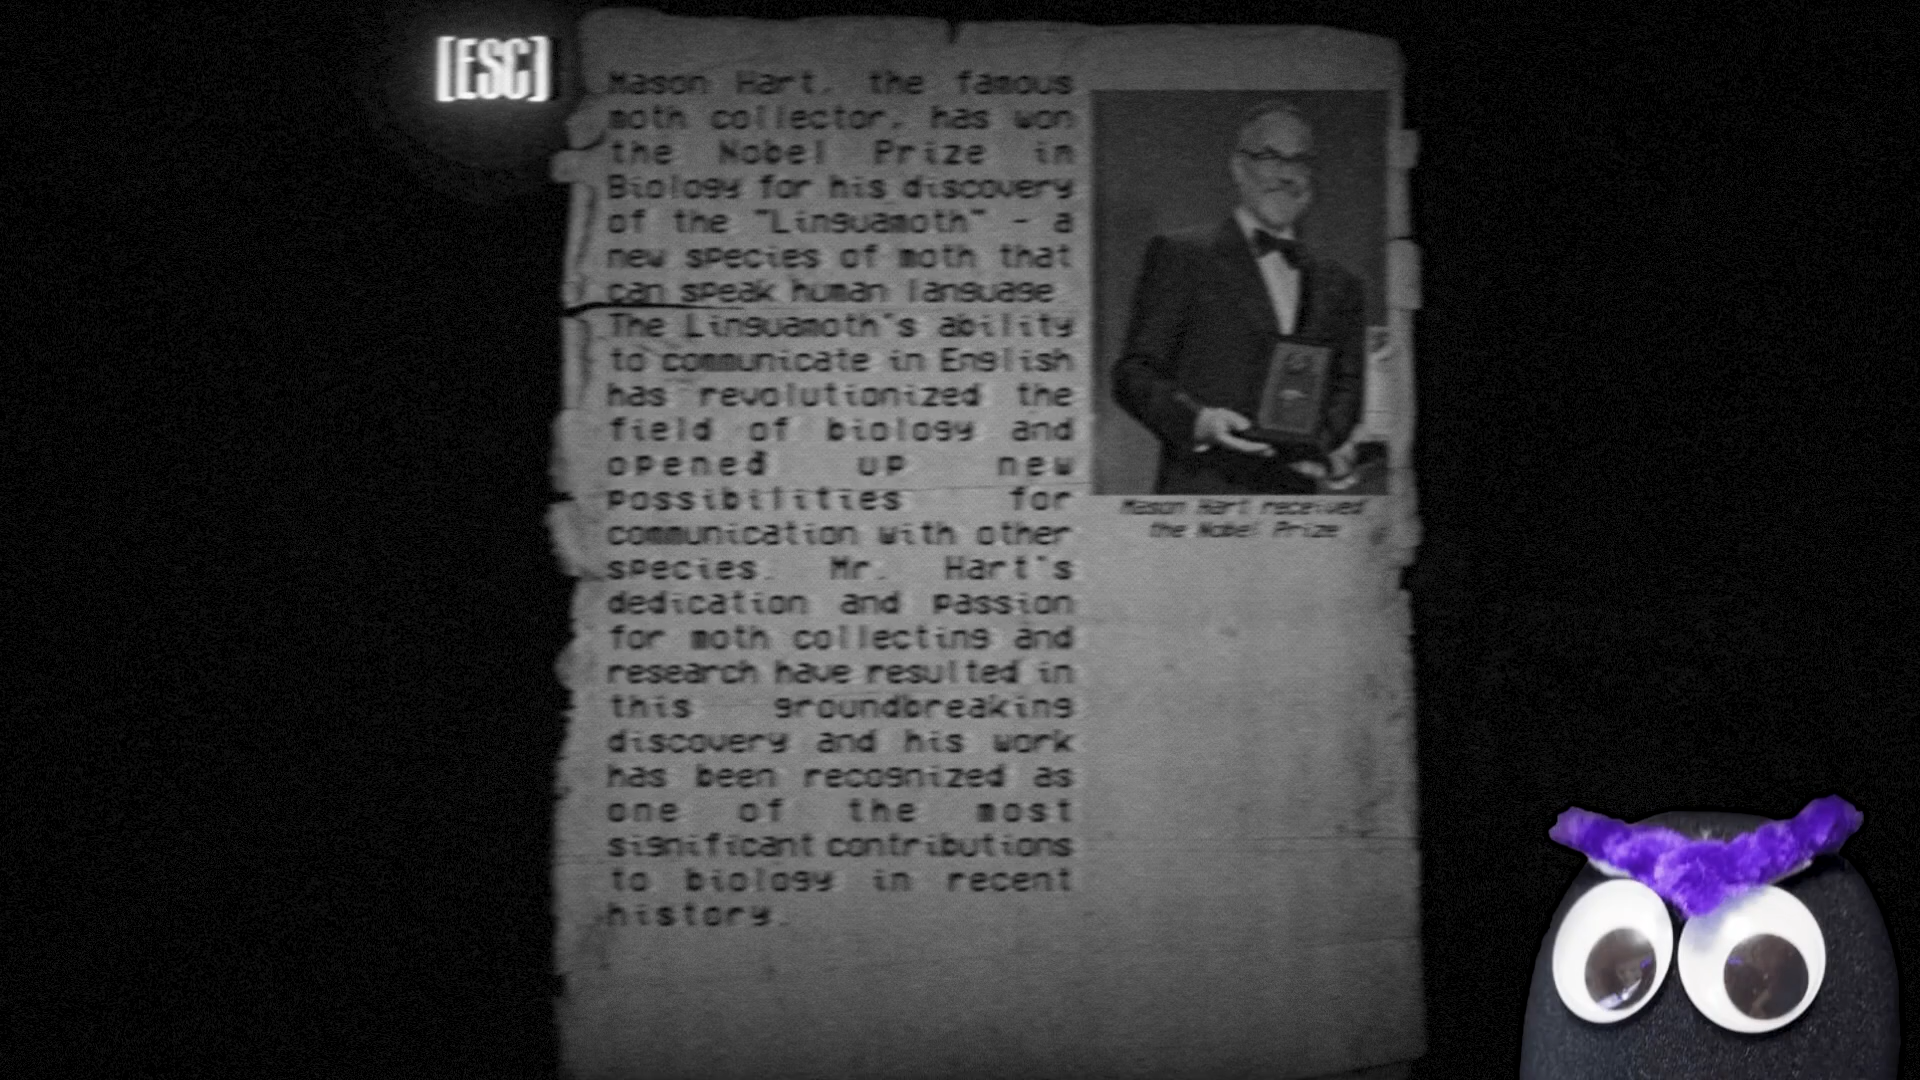 [ESC]
Mason Hart, the famous
moth collector, has won
the Nobel Prize in
Biology for his discovery
of the "Linguamoth" - a
new species of moth that
can speak human language
The Linguamoth's ability
to communicate in English
has revolutionized the
field of biology and
opened up new
possibilities for
communication with other
species. Mr. Hart's
dedication and passion
for moth collecting and
research have resulted in
this groundbreaking
discovery and his work
has been recognized as
one of the most
significant contributions
to biology in recent
history.
Mason Hart received
the Nobel Prize